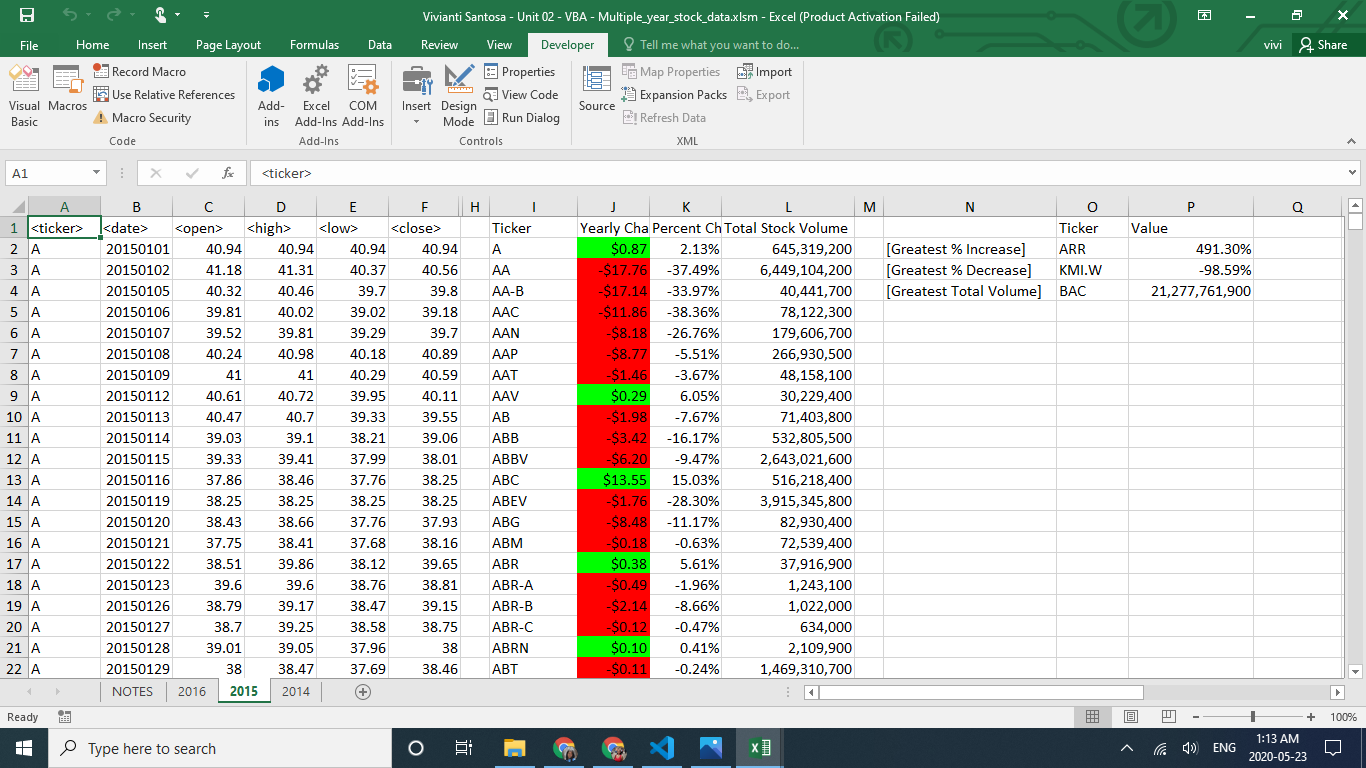 Vivianti Santosa - Unit 02 - VBA - Multiple_year_stock_data.xlsm - Excel (Product Activation Failed)
File Home Insert Page Layout Formulas Data Review View Developer Tell me what you want to do... vivi Share
Visual Basic
Macros
Record Macro
Use Relative References
Macro Security
Code
Add-ins
Excel Add-Ins
COM Add-Ins
Add-Ins
Insert
Design Mode
Properties
View Code
Run Dialog
Controls
Source
Map Properties
Expansion Packs
Refresh Data
Import
Export
XML
A1 fx <ticker>
A B C D E F H I J K L M N O P Q
1 <ticker> <date> <open> <high> <low> <close> Ticker Yearly Cha Percent Ch Total Stock Volume Ticker Value
2 A 20150101 40.94 40.94 40.94 40.94 A $0.87 2.13% 645,319,200 [Greatest % Increase] ARR 491.30%
3 A 20150102 41.18 41.31 40.37 40.56 AA -$17.76 -37.49% 6,449,104,200 [Greatest % Decrease] KMI.W -98.59%
4 A 20150105 40.32 40.46 39.7 39.8 AA-B -$17.14 -33.97% 40,441,700 [Greatest Total Volume] BAC 21,277,761,900
5 A 20150106 39.81 40.02 39.02 39.18 AAC -$11.86 -38.36% 78,122,300
6 A 20150107 39.52 39.81 39.29 39.7 AAN -$8.18 -26.76% 179,606,700
7 A 20150108 40.24 40.98 40.18 40.89 AAP -$8.77 -5.51% 266,930,500
8 A 20150109 41 41 40.29 40.59 AAT -$1.46 -3.67% 48,158,100
9 A 20150112 40.61 40.72 39.95 40.11 AAV $0.29 6.05% 30,229,400
10 A 20150113 40.47 40.7 39.33 39.55 AB -$1.98 -7.67% 71,403,800
11 A 20150114 39.03 39.1 38.21 39.06 ABB -$3.42 -16.17% 532,805,500
12 A 20150115 39.33 39.41 37.99 38.01 ABBV -$6.20 -9.47% 2,643,021,600
13 A 20150116 37.86 38.46 37.76 38.25 ABC $13.55 15.03% 516,218,400
14 A 20150119 38.25 38.25 38.25 38.25 ABEV -$1.76 -28.30% 3,915,345,800
15 A 20150120 38.43 38.66 37.76 37.93 ABG -$8.48 -11.17% 82,930,400
16 A 20150121 37.75 38.41 37.68 38.16 ABM -$0.18 -0.63% 72,539,400
17 A 20150122 38.51 39.86 38.12 39.65 ABR $0.38 5.61% 37,916,900
18 A 20150123 39.6 39.6 38.76 38.81 ABR-A -$0.49 -1.96% 1,243,100
19 A 20150126 38.79 39.17 38.47 39.15 ABR-B -$2.14 -8.66% 1,022,000
20 A 20150127 38.7 39.25 38.58 38.75 ABR-C -$0.12 -0.47% 634,000
21 A 20150128 39.01 39.05 37.96 38 ABRN $0.10 0.41% 2,109,900
22 A 20150129 38 38.47 37.69 38.46 ABT -$0.11 -0.24% 1,469,310,700
NOTES 2016 2015 2014
Ready 100%
Type here to search ENG 1:13 AM
2020-05-23